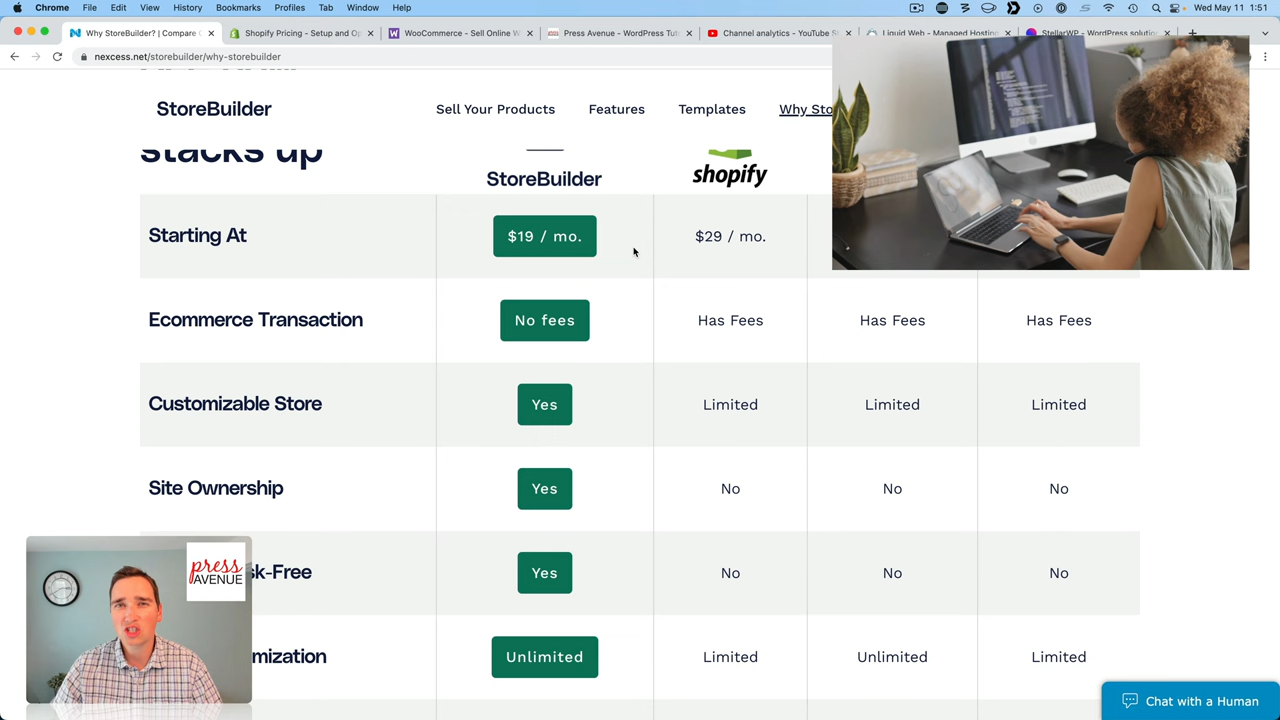 Chrome File Edit View History Bookmarks Profiles Tab Window Help Wed May 11 1:51
Why StoreBuilder? | Compare Shopify Pricing - Setup and Op WooCommerce - Sell Online W Press Avenue - WordPress Tut Channel analytics - YouTube S Liquid Web - Managed Hosting StellarWP - WordPress solution
nexcess.net/storebuilder/why-storebuilder
StoreBuilder
Sell Your Products Features Templates Why Sto
stacks up
StoreBuilder shopify
Starting At $19 / mo. $29 / mo.
Ecommerce Transaction No fees Has Fees Has Fees Has Fees
Customizable Store Yes Limited Limited Limited
Site Ownership Yes No No No
sk-Free Yes No No No
mization Unlimited Limited Unlimited Limited
press
AVENUE
Chat with a Human